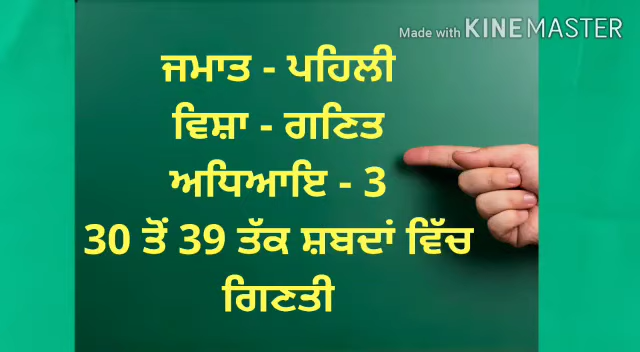 Made with KINEMASTER
ਜਮਾਤ - ਪਹਿਲੀ
ਵਿਸ਼ਾ - ਗਣਿਤ
ਅਧਿਆਇ - 3
30 ਤੋਂ 39 ਤੱਕ ਸ਼ਬਦਾਂ ਵਿੱਚ
ਗਿਣਤੀ